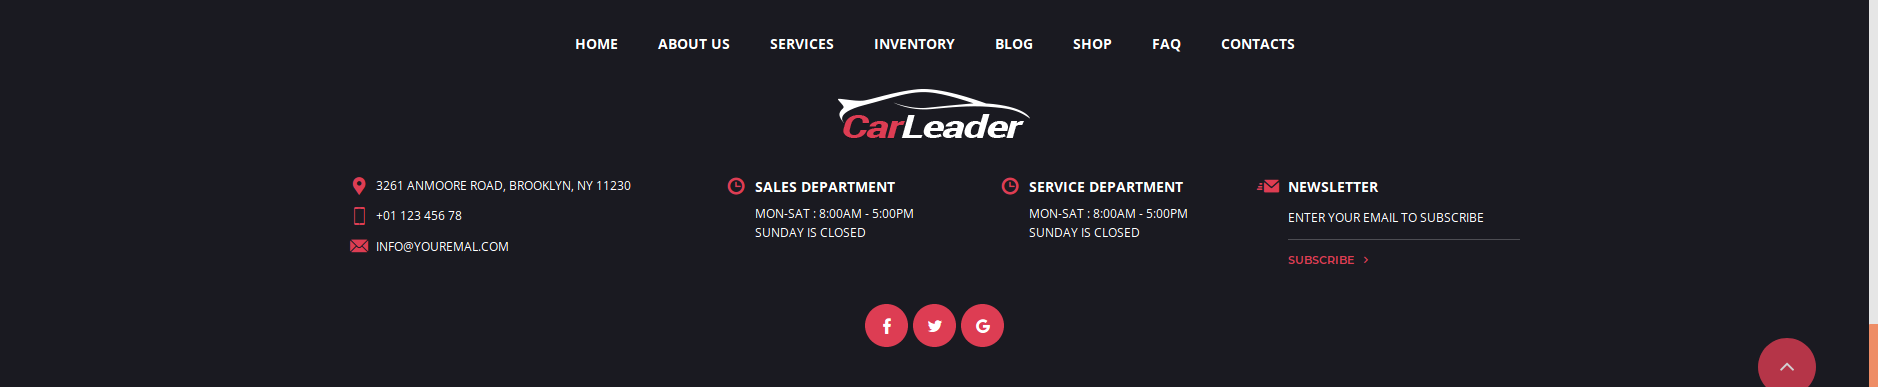 HOME ABOUT US SERVICES INVENTORY BLOG SHOP FAQ CONTACTS
CarLeader
3261 ANMOORE ROAD, BROOKLYN, NY 11230
+01 123 456 78
INFO@YOUREMAL.COM
SALES DEPARTMENT
MON-SAT : 8:00AM - 5:00PM
SUNDAY IS CLOSED
SERVICE DEPARTMENT
MON-SAT : 8:00AM - 5:00PM
SUNDAY IS CLOSED
NEWSLETTER
ENTER YOUR EMAIL TO SUBSCRIBE
SUBSCRIBE